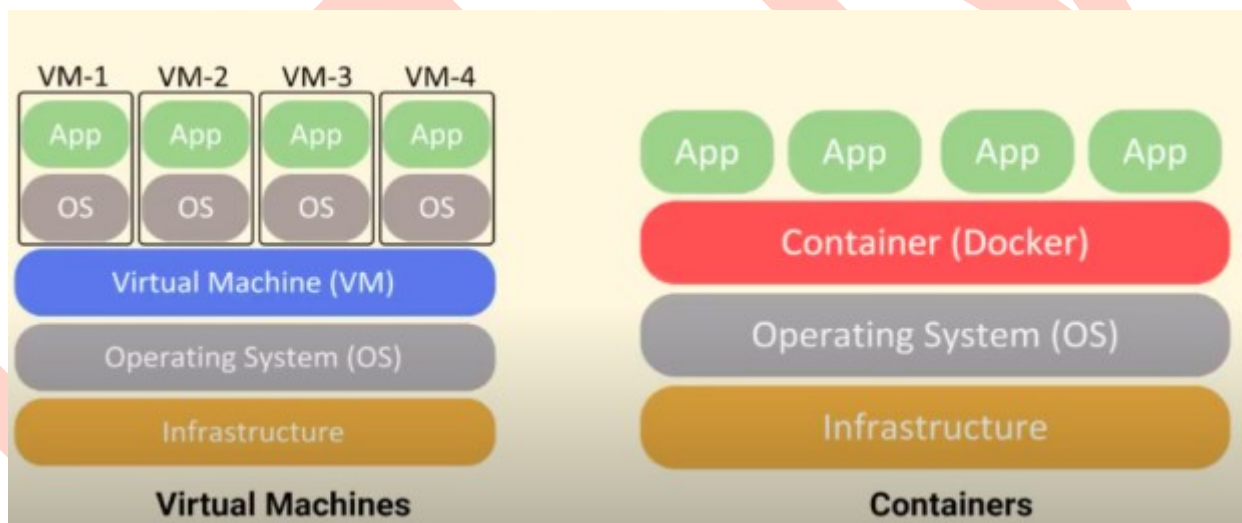 VM-1 VM-2 VM-3 VM-4
App App App App
OS OS OS OS
Virtual Machine (VM)
Operating System (OS)
Infrastructure
Virtual Machines
App App App App
Container (Docker)
Operating System (OS)
Infrastructure
Containers